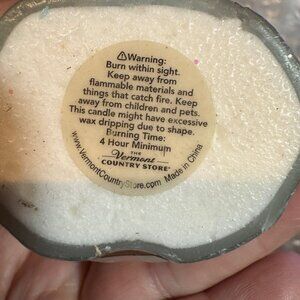 ⚠Warning:
Burn within sight.
Keep away from
flammable materials and
things that catch fire. Keep
away from children and pets.
This candle might have excessive
wax dripping due to shape.
Burning Time:
4 Hour Minimum
THE
Vermont
COUNTRY STORE
www.VermontCountryStore.com Made in China